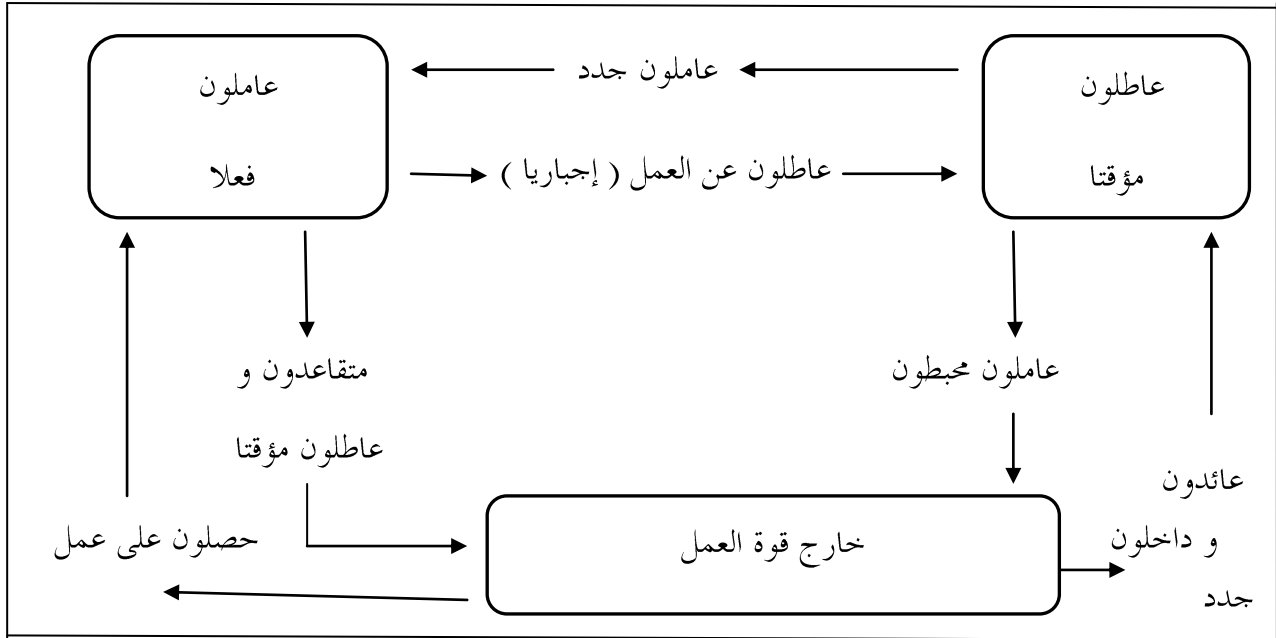 عاطلون
مؤقتا
عاملون جدد
عاملون
فعلا
عاطلون عن العمل ( إجباريا )
عاملون محبطون
متقاعدون و
عاطلون مؤقتا
عائدون
و داخلون
جدد
خارج قوة العمل
حصلون على عمل